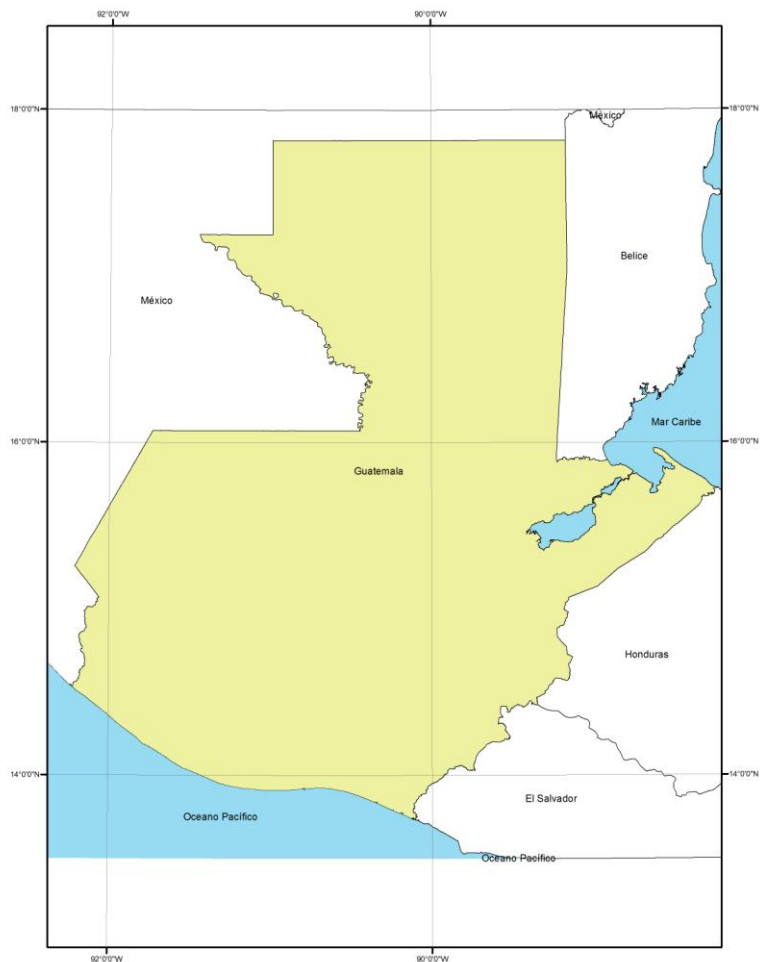 92°0'0"W
90°0'0"W
18°0'0"N
18°0'0"N
México
Belice
México
Mar Caribe
16°0'0"N
16°0'0"N
Guatemala
Honduras
14°0'0"N
14°0'0"N
El Salvador
Oceano Pacífico
Oceano Pacífico
92°0'0"W
90°0'0"W